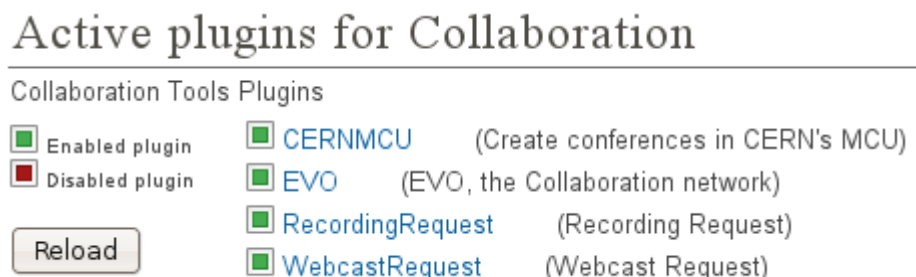 Active plugins for Collaboration
Collaboration Tools Plugins
Enabled plugin
Disabled plugin
Reload
CERNMCU (Create conferences in CERN's MCU)
EVO (EVO, the Collaboration network)
RecordingRequest (Recording Request)
WebcastRequest (Webcast Request)